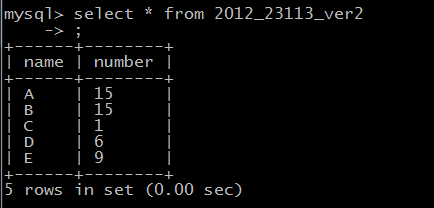 mysql> select * from 2012_23113_ver2
    -> ;
+------+--------+
| name | number |
+------+--------+
| A    | 15     |
| B    | 15     |
| C    | 1      |
| D    | 6      |
| E    | 9      |
+------+--------+
5 rows in set (0.00 sec)